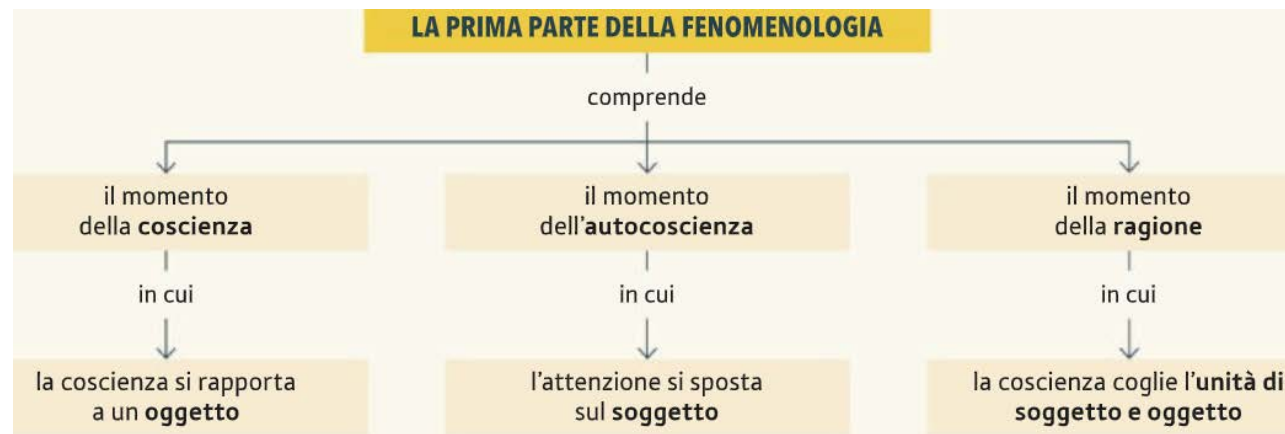 LA PRIMA PARTE DELLA FENOMENOLOGIA
comprende
il momento
della coscienza
il momento
dell'autocoscienza
il momento
della ragione
in cui
in cui
in cui
la coscienza si rapporta
a un oggetto
l'attenzione si sposta
sul soggetto
la coscienza coglie l'unità di
soggetto e oggetto